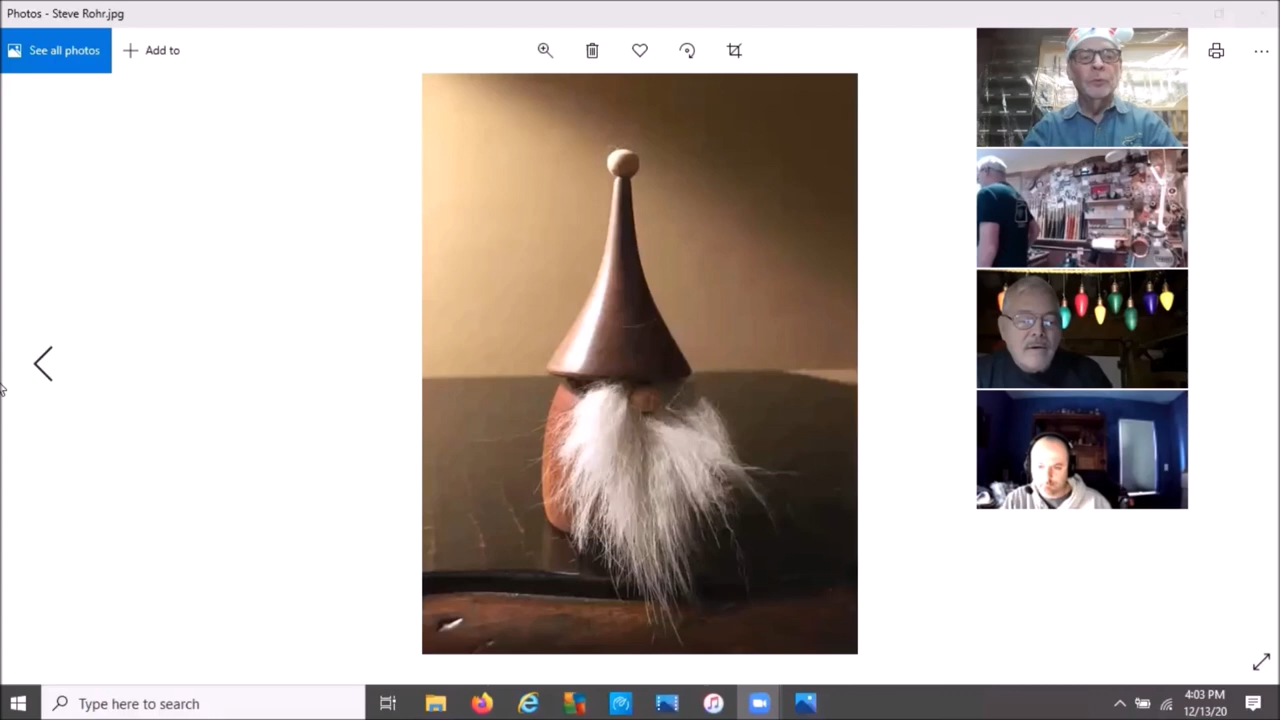 Photos - Steve Rohr.jpg
See all photos
Add to
Type here to search
4:03 PM
12/13/20